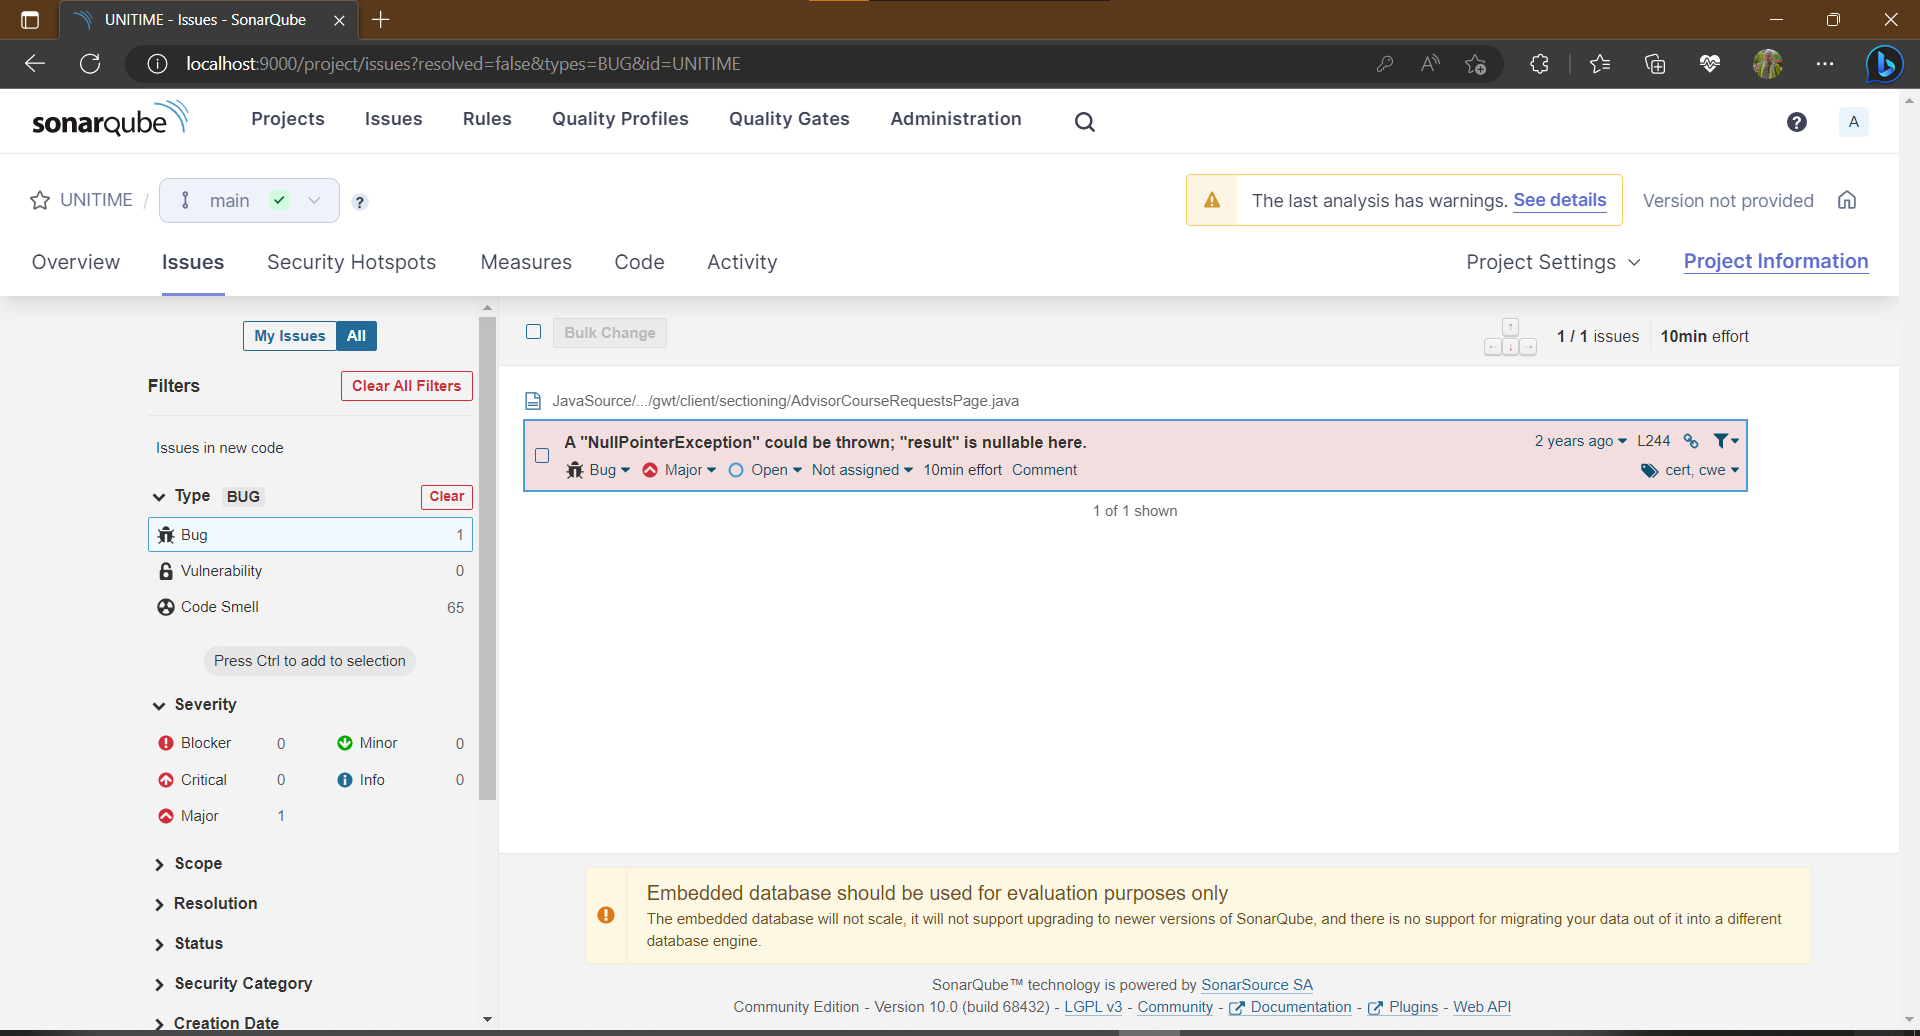 UNITIME - Issues - SonarQube
localhost:9000/project/issues?resolved=false&types=BUG&id=UNITIME
sonarqube Projects Issues Rules Quality Profiles Quality Gates Administration ? A
UNITIME / main ? The last analysis has warnings. See details Version not provided
Overview Issues Security Hotspots Measures Code Activity Project Settings Project Information
My Issues All
Bulk Change 1 / 1 issues 10min effort
Filters Clear All Filters
JavaSource/.../gwt/client/sectioning/AdvisorCourseRequestsPage.java
A "NullPointerException" could be thrown; "result" is nullable here. 2 years ago L244
Bug Major Open Not assigned 10min effort Comment cert, cwe
1 of 1 shown
Issues in new code
Type BUG Clear
Bug 1
Vulnerability 0
Code Smell 65
Press Ctrl to add to selection
Severity
Blocker 0 Minor 0
Critical 0 Info 0
Major 1
Scope
Resolution
Status
Security Category
Creation Date
Embedded database should be used for evaluation purposes only
The embedded database will not scale, it will not support upgrading to newer versions of SonarQube, and there is no support for migrating your data out of it into a different
database engine.
SonarQube™ technology is powered by SonarSource SA
Community Edition - Version 10.0 (build 68432) - LGPL v3 - Community - Documentation - Plugins - Web API